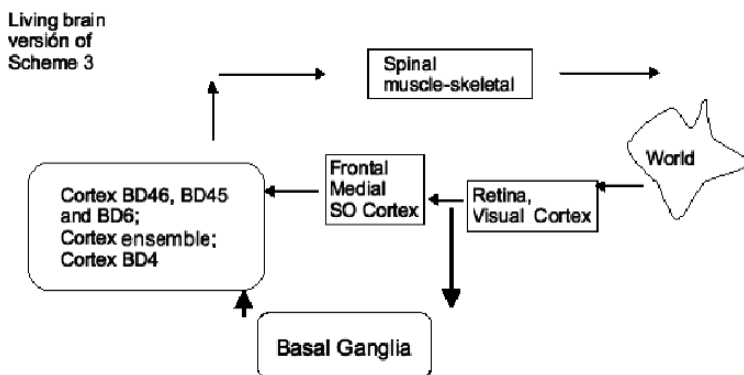 Living brain
versión of
Scheme 3
Spinal
muscle-skeletal
World
Frontal
Medial
SO Cortex
Retina,
Visual Cortex
Cortex BD46, BD45
and BD6;
Cortex ensemble;
Cortex BD4
Basal Ganglia